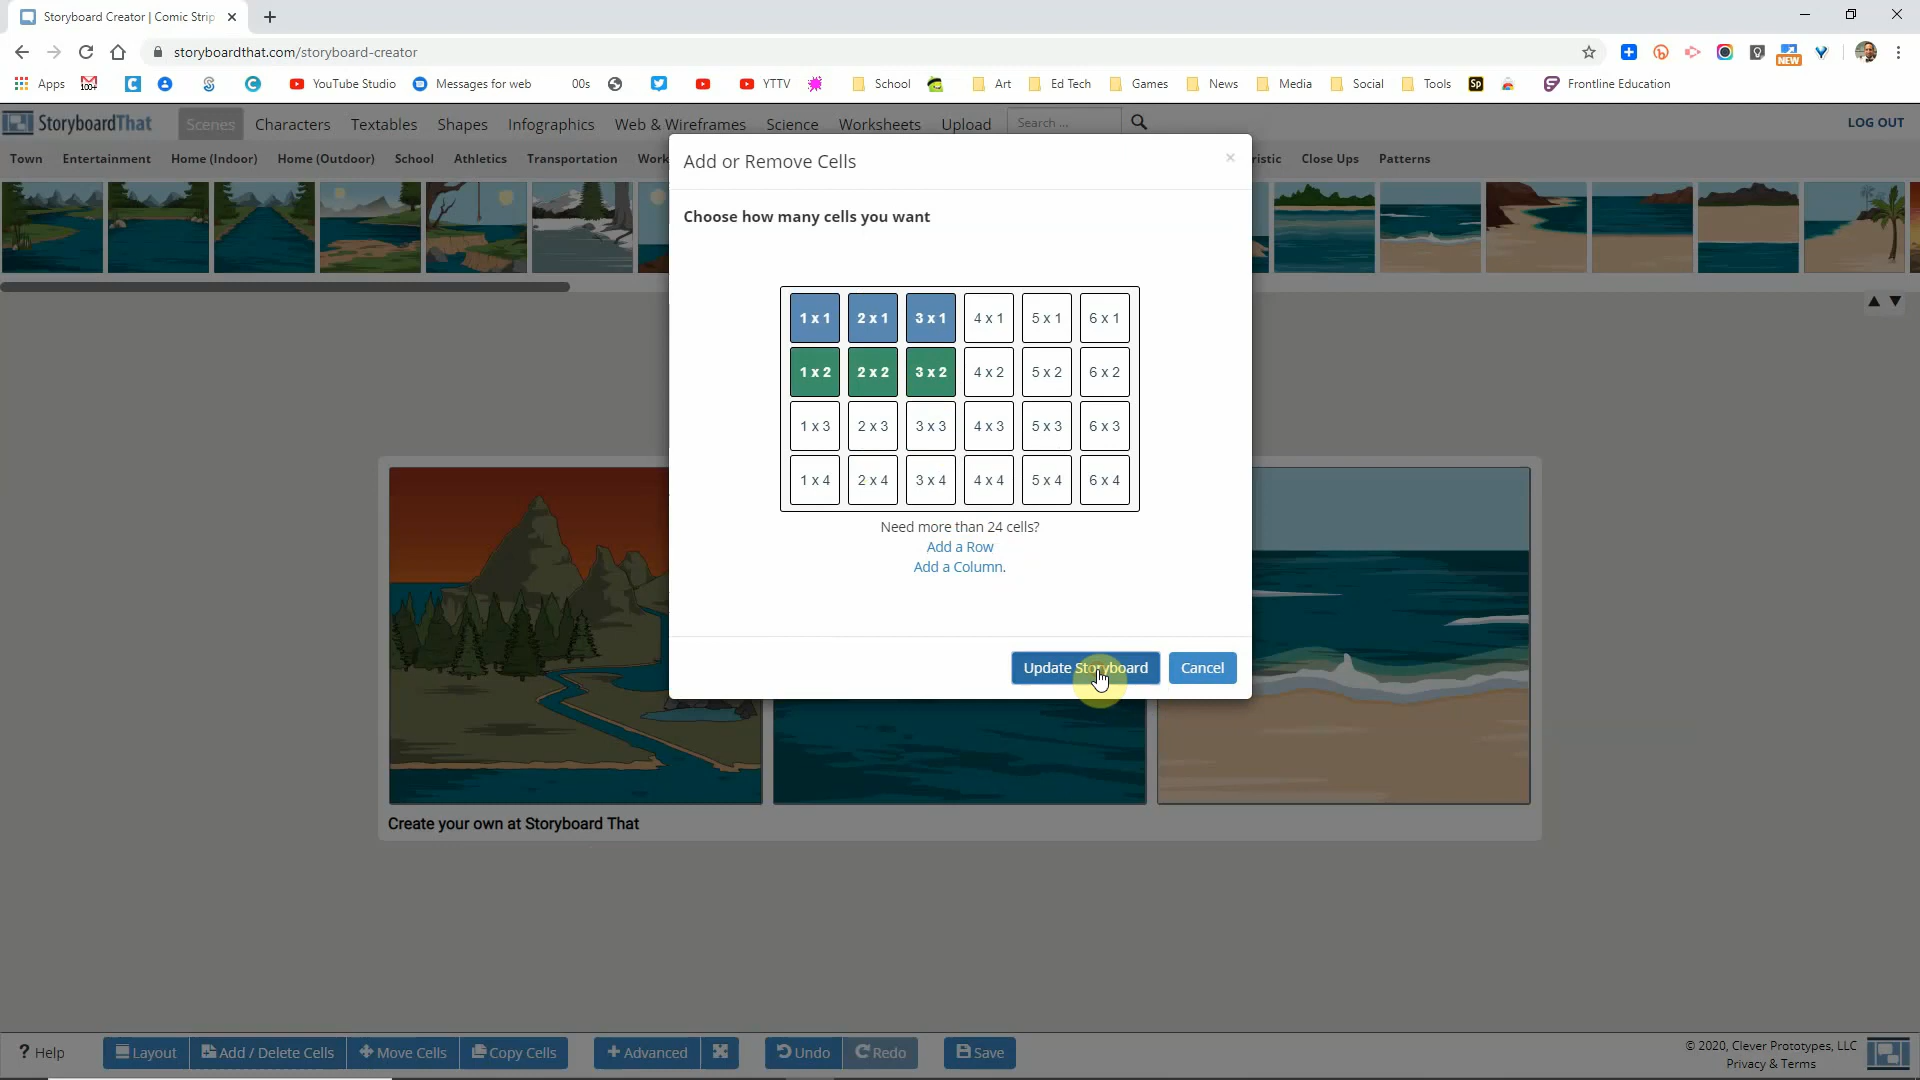 Storyboard Creator | Comic Strip
storyboardthat.com/storyboard-creator
Apps YouTube Studio Messages for web 00s YTTV School Art Ed Tech Games News Media Social Tools Sp Frontline Education
NEW
StoryboardThat Scenes Characters Textables Shapes Infographics Web & Wireframes Science Worksheets Upload Search ... LOG OUT
Town Entertainment Home (Indoor) Home (Outdoor) School Athletics Transportation Work ristic Close Ups Patterns
Add or Remove Cells
Choose how many cells you want
1 x 1 2 x 1 3 x 1 4 x 1 5 x 1 6 x 1
1 x 2 2 x 2 3 x 2 4 x 2 5 x 2 6 x 2
1 x 3 2 x 3 3 x 3 4 x 3 5 x 3 6 x 3
1 x 4 2 x 4 3 x 4 4 x 4 5 x 4 6 x 4
Need more than 24 cells?
Add a Row
Add a Column.
Update Storyboard Cancel
Create your own at Storyboard That
? Help Layout Add / Delete Cells Move Cells Copy Cells + Advanced Undo Redo Save
© 2020, Clever Prototypes, LLC
Privacy & Terms